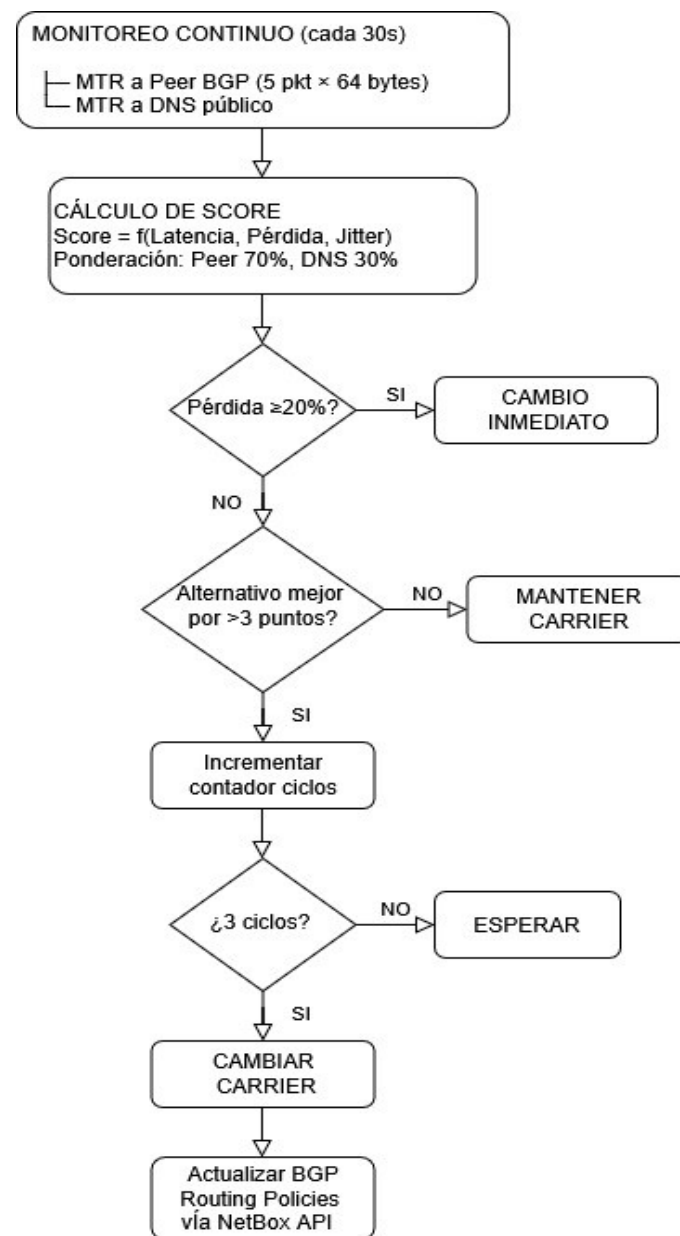 MONITOREO CONTINUO (cada 30s)
MTR a Peer BGP (5 pkt × 64 bytes)
MTR a DNS público
CÁLCULO DE SCORE
Score = f(Latencia, Pérdida, Jitter)
Ponderación: Peer 70%, DNS 30%
Pérdida ≥20%?
SI
CAMBIO
INMEDIATO
NO
Alternativo mejor
por >3 puntos?
NO
MANTENER
CARRIER
SI
Incrementar
contador ciclos
¿3 ciclos?
NO
ESPERAR
SI
CAMBIAR
CARRIER
Actualizar BGP
Routing Policies
vÍa NetBox API